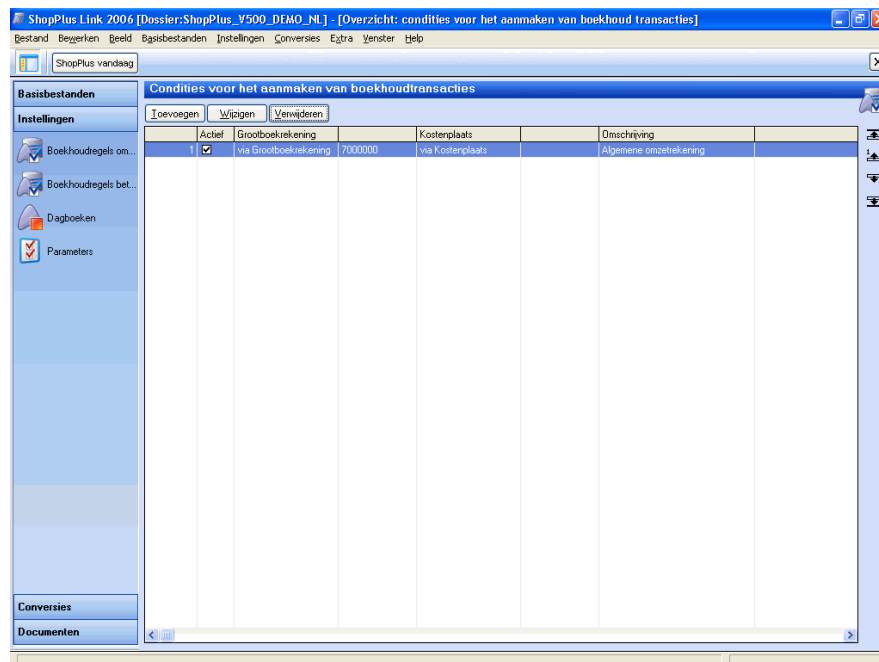 ShopPlus Link 2006 [Dossier:ShopPlus_V500_DEMO_NL] - [Overzicht: condities voor het aanmaken van boekhoud transacties]
Bestand Bewerken Beeld Basisbestanden Instellingen Conversies Extra Venster Help
ShopPlus vandaag
Basisbestanden
Instellingen
Boekhoudregels om...
Boekhoudregels bet...
Dagboeken
Parameters
Conversies
Documenten
Condities voor het aanmaken van boekhoudtransacties
Toevoegen Wijzigen Verwijderen
Actief Grootboekrekening Kostenplaats Omschrijving
1 via Grootboekrekening 7000000 via Kostenplaats Algemene omzetrekening